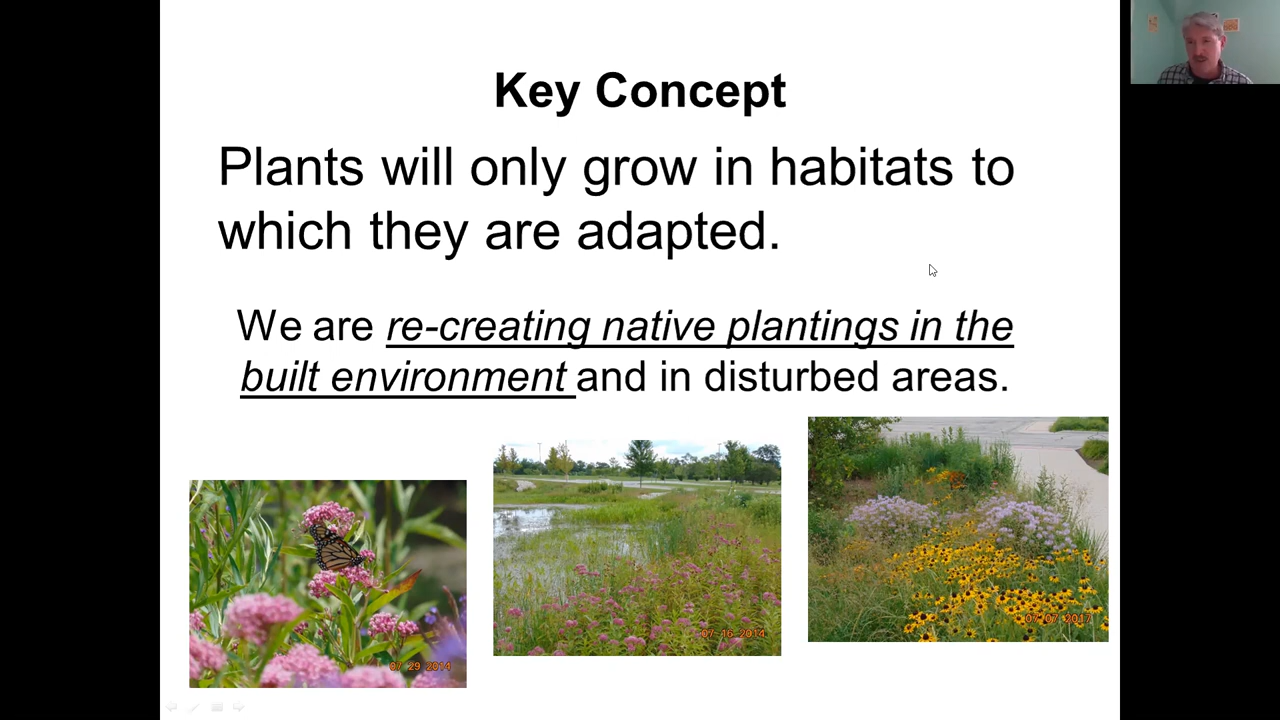 Key Concept
Plants will only grow in habitats to
which they are adapted.
We are re-creating native plantings in the
built environment and in disturbed areas.
07 29 2014
07-16-2014
07/07/2017